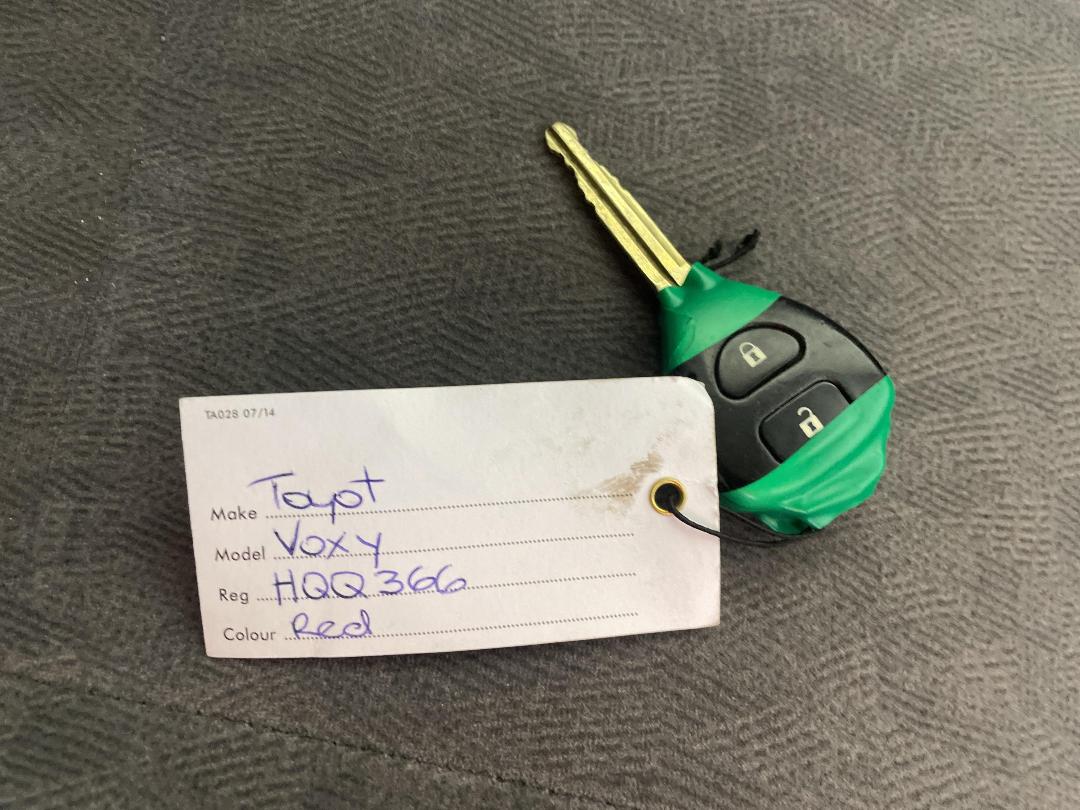 TA028 07/14
Make Toyot
Model Voxy
Reg HQQ366
Colour Red